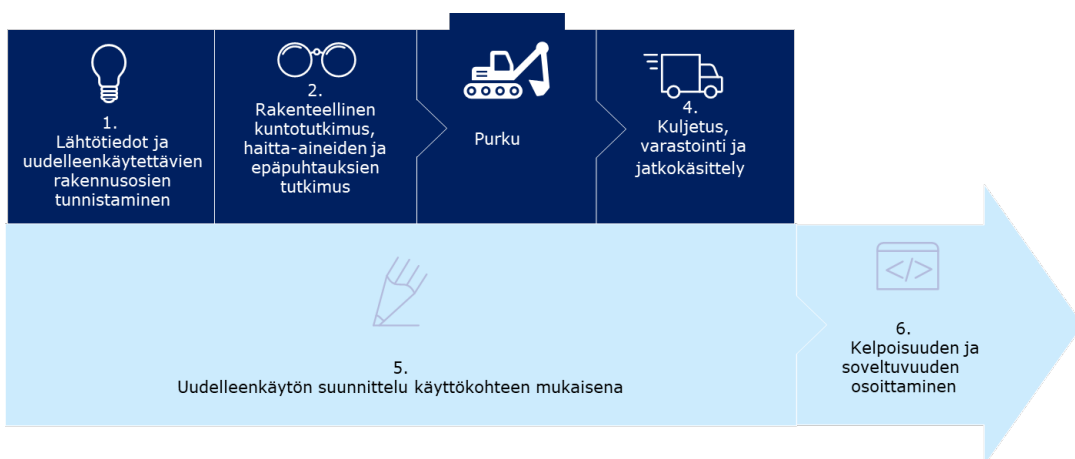 1.
Lähtötiedot ja
uudelleenkäytettävien
rakennusosien
tunnistaminen
2.
Rakenteellinen
kuntotutkimus,
haitta-aineiden ja
epäpuhtauksien
tutkimus
Purku
4.
Kuljetus,
varastointi ja
jatkokäsittely
5.
Uudelleenkäytön suunnittelu käyttökohteen mukaisena
</>
6.
Kelpoisuuden ja
soveltuvuuden
osoittaminen